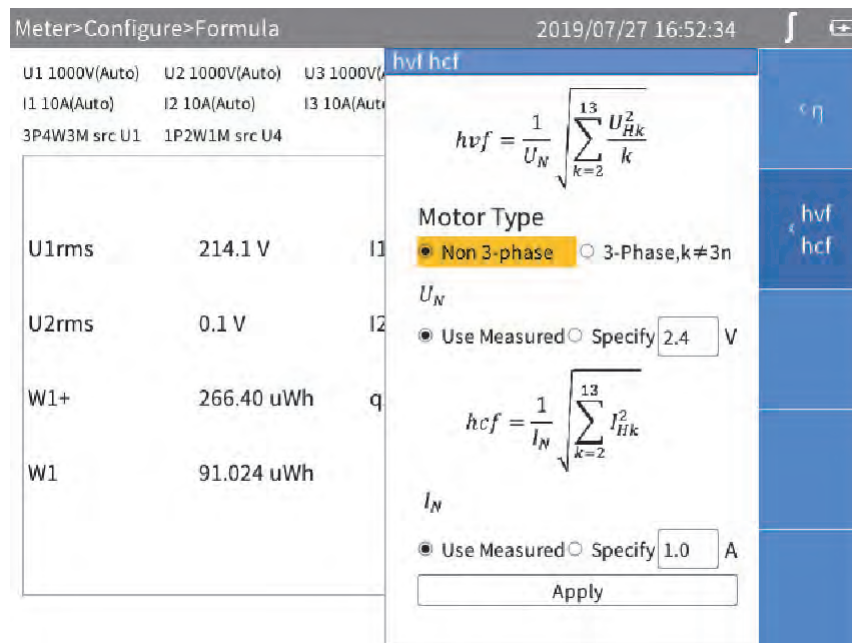 Meter>Configure>Formula 2019/07/27 16:52:34
U1 1000V(Auto) U2 1000V(Auto) U3 1000V(
I1 10A(Auto) I2 10A(Auto) I3 10A(Aut
3P4W3M src U1 1P2W1M src U4
U1rms 214.1 V I1
U2rms 0.1 V I2
W1+ 266.40 uWh q
W1 91.024 uWh
hvf hcf
hvf = 1/U_N √(∑_{k=2}^{13} U_{Hk}^2/k)
Motor Type
Non 3-phase 3-Phase,k≠3n
U_N
Use Measured Specify 2.4 V
hcf = 1/I_N √(∑_{k=2}^{13} I_{Hk}^2)
I_N
Use Measured Specify 1.0 A
Apply
η
hvf
hcf